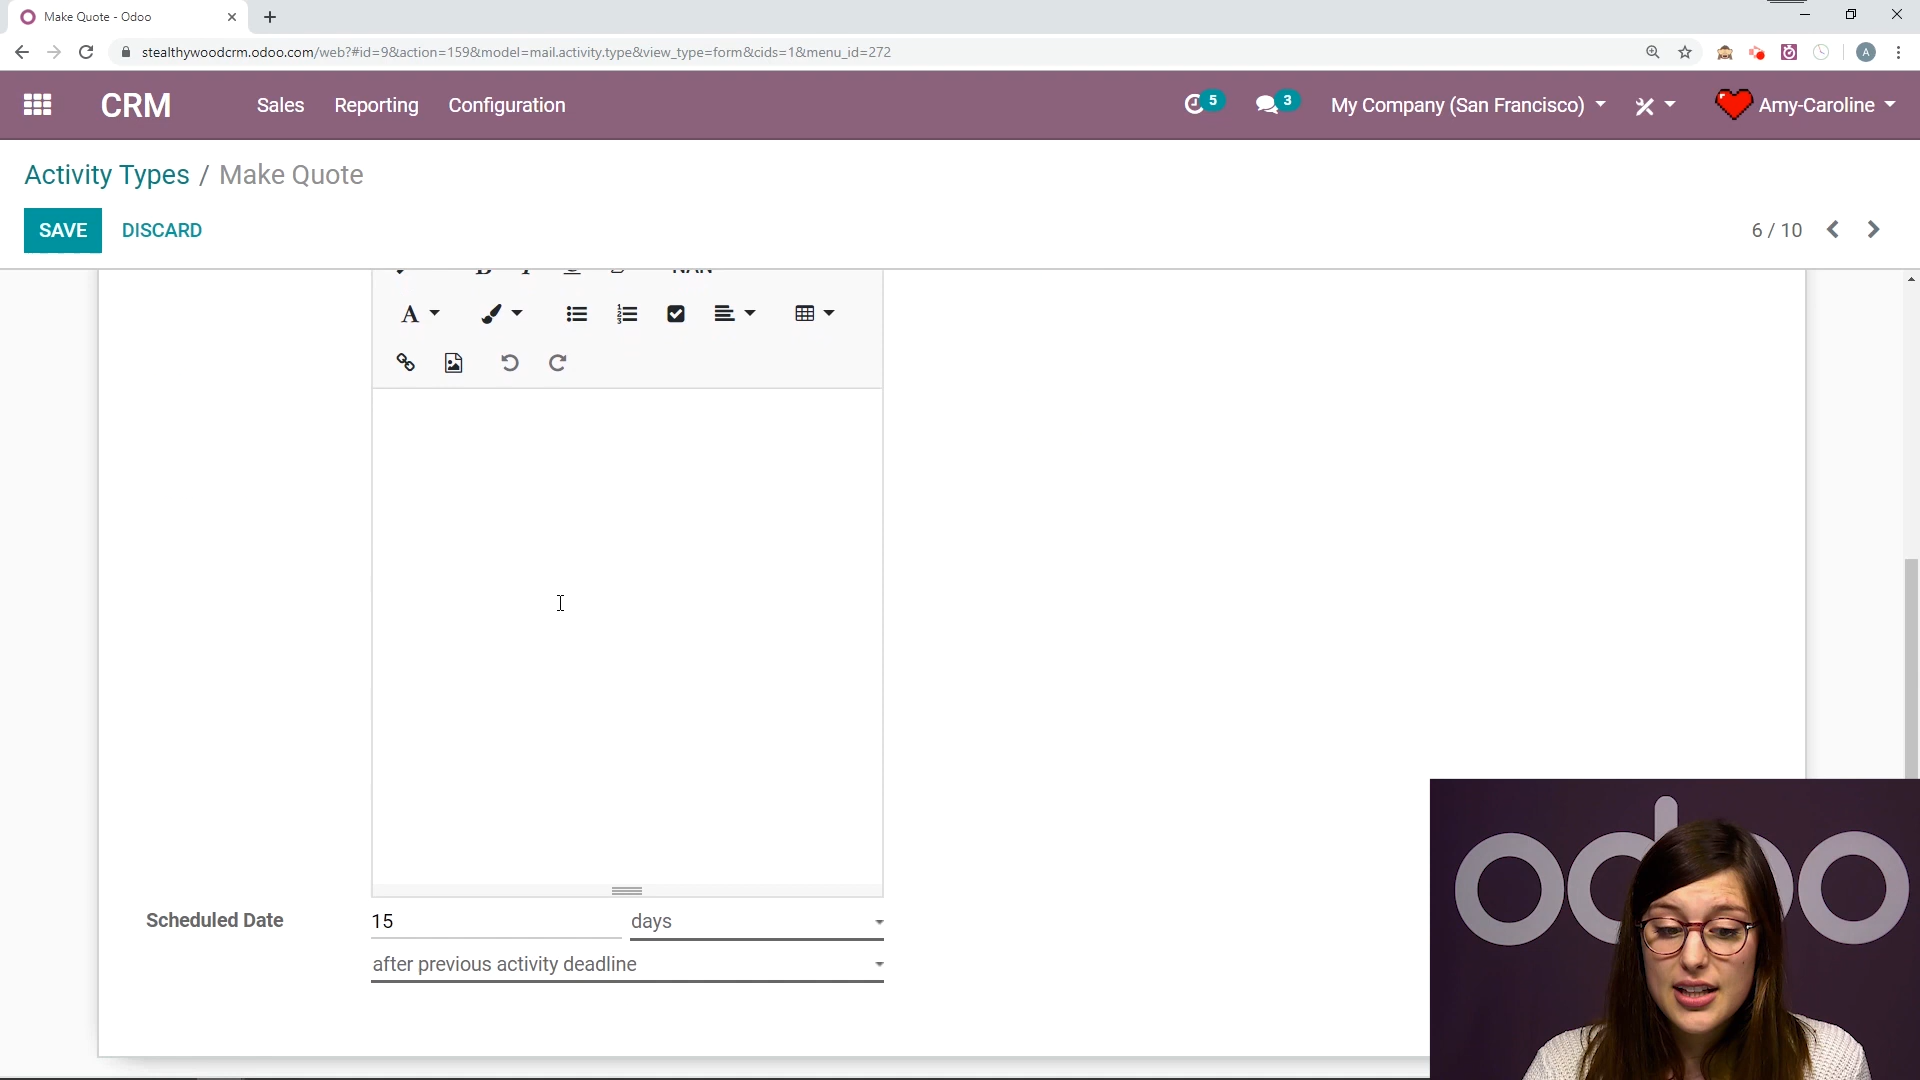 Make Quote - Odoo
stealthywoodcrm.odoo.com/web?#id=9&action=159&model=mail.activity.type&view_type=form&cids=1&menu_id=272
A
CRM Sales Reporting Configuration 5 3 My Company (San Francisco) Amy-Caroline
Activity Types / Make Quote
SAVE DISCARD 6 / 10
Scheduled Date 15 days
after previous activity deadline
odoo